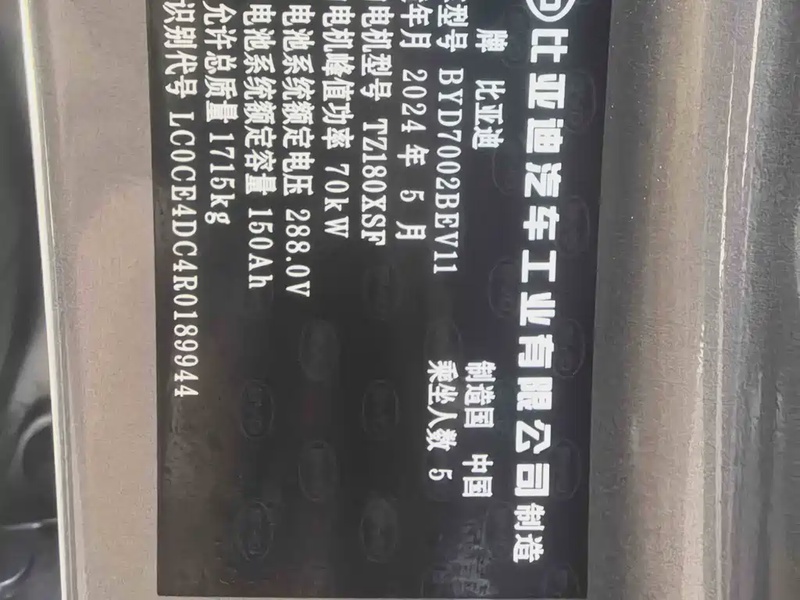 比亚迪汽车工业有限公司制造
牌 比亚迪 制造国 中国
型号 BYD7002BEV11 乘坐人数 5
年月 2024 年 5 月
电机型号 TZ180XSF
电机峰值功率 70kW
电池系统额定电压 288.0V
电池系统额定容量 150Ah
允许总质量 1715kg
识别代号 LC0CE4DC4R0189944